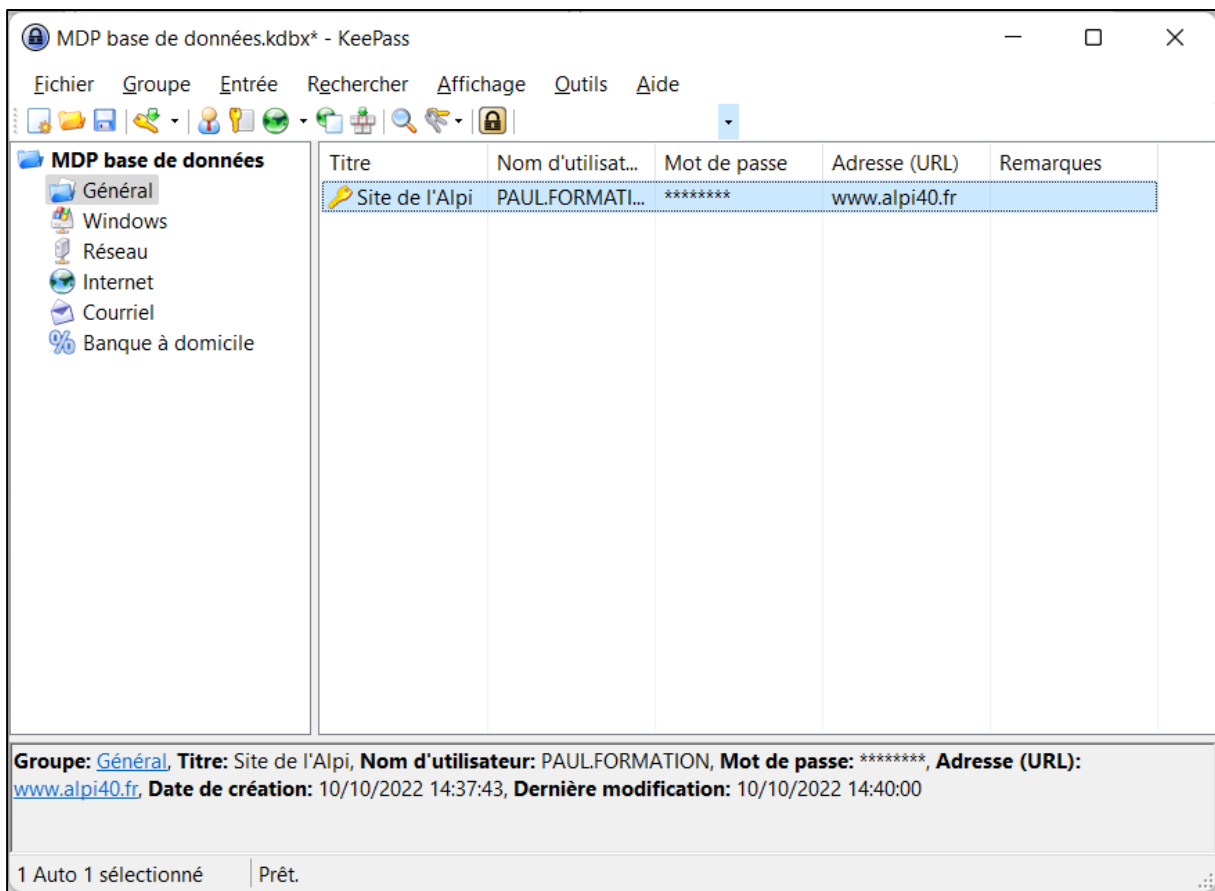 MDP base de données.kdbx* - KeePass
Fichier Groupe Entrée Rechercher Affichage Outils Aide
MDP base de données
Général
Windows
Réseau
Internet
Courriel
Banque à domicile
Titre Nom d'utilisat... Mot de passe Adresse (URL) Remarques
Site de l'Alpi PAUL.FORMATI... ******** www.alpi40.fr
Groupe: Général, Titre: Site de l'Alpi, Nom d'utilisateur: PAUL.FORMATION, Mot de passe: ********, Adresse (URL):
www.alpi40.fr, Date de création: 10/10/2022 14:37:43, Dernière modification: 10/10/2022 14:40:00
1 Auto 1 sélectionné Prêt.